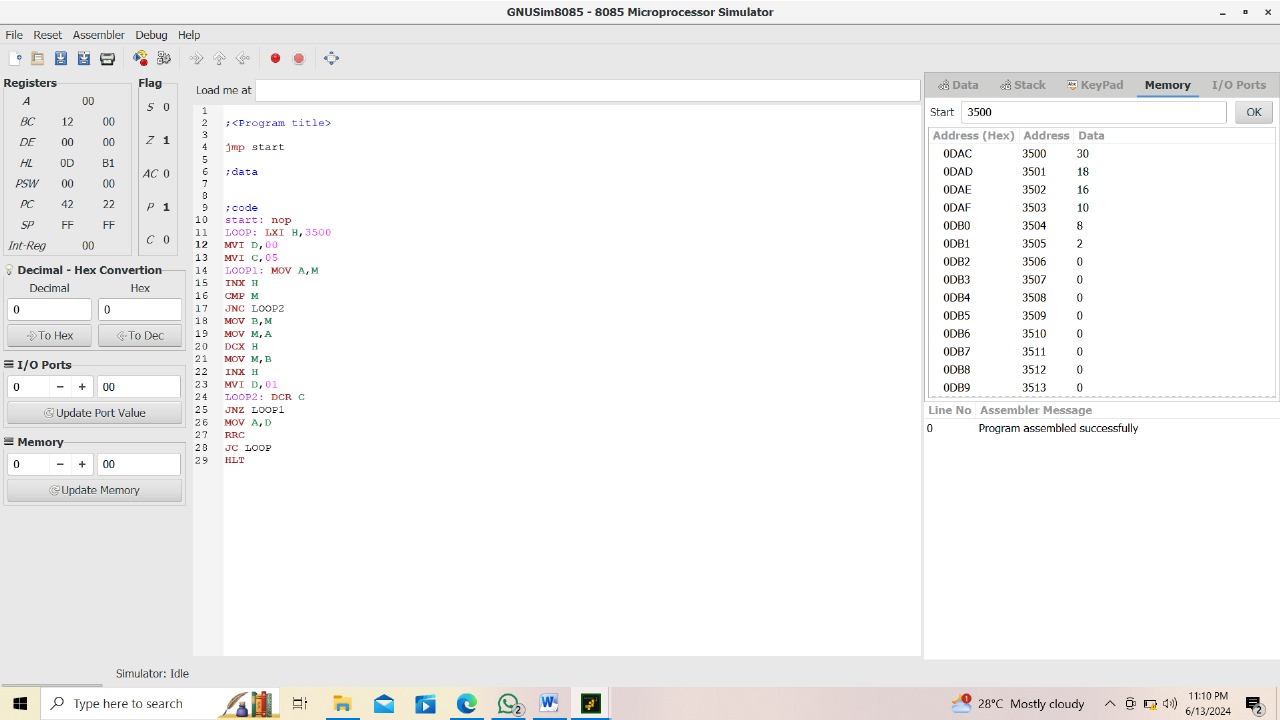 GNUSim8085 - 8085 Microprocessor Simulator
File Reset Assembler Debug Help
Registers
A 00
BC 12 00
DE 00 00
HL 0D B1
PSW 00 00
PC 42 22
SP FF FF
Int-Reg 00
Flag
S 0
Z 1
AC 0
P 1
C 0
Decimal - Hex Convertion
Decimal Hex
0 0
To Hex To Dec
I/O Ports
0 − + 00
Update Port Value
Memory
0 − + 00
Update Memory
Load me at
1
2 ;<Program title>
3
4 jmp start
5
6 ;data
7
8
9 ;code
10 start: nop
11 LOOP: LXI H,3500
12 MVI D,00
13 MVI C,05
14 LOOP1: MOV A,M
15 INX H
16 CMP M
17 JNC LOOP2
18 MOV B,M
19 MOV M,A
20 DCX H
21 MOV M,B
22 INX H
23 MVI D,01
24 LOOP2: DCR C
25 JNZ LOOP1
26 MOV A,D
27 RRC
28 JC LOOP
29 HLT
Data Stack KeyPad Memory I/O Ports
Start 3500 OK
Address (Hex) Address Data
0DAC 3500 30
0DAD 3501 18
0DAE 3502 16
0DAF 3503 10
0DB0 3504 8
0DB1 3505 2
0DB2 3506 0
0DB3 3507 0
0DB4 3508 0
0DB5 3509 0
0DB6 3510 0
0DB7 3511 0
0DB8 3512 0
0DB9 3513 0
Line No Assembler Message
0 Program assembled successfully
Simulator: Idle
Type here to search
2
W
1
28°C Mostly cloudy
11:10 PM
6/13/2024
2